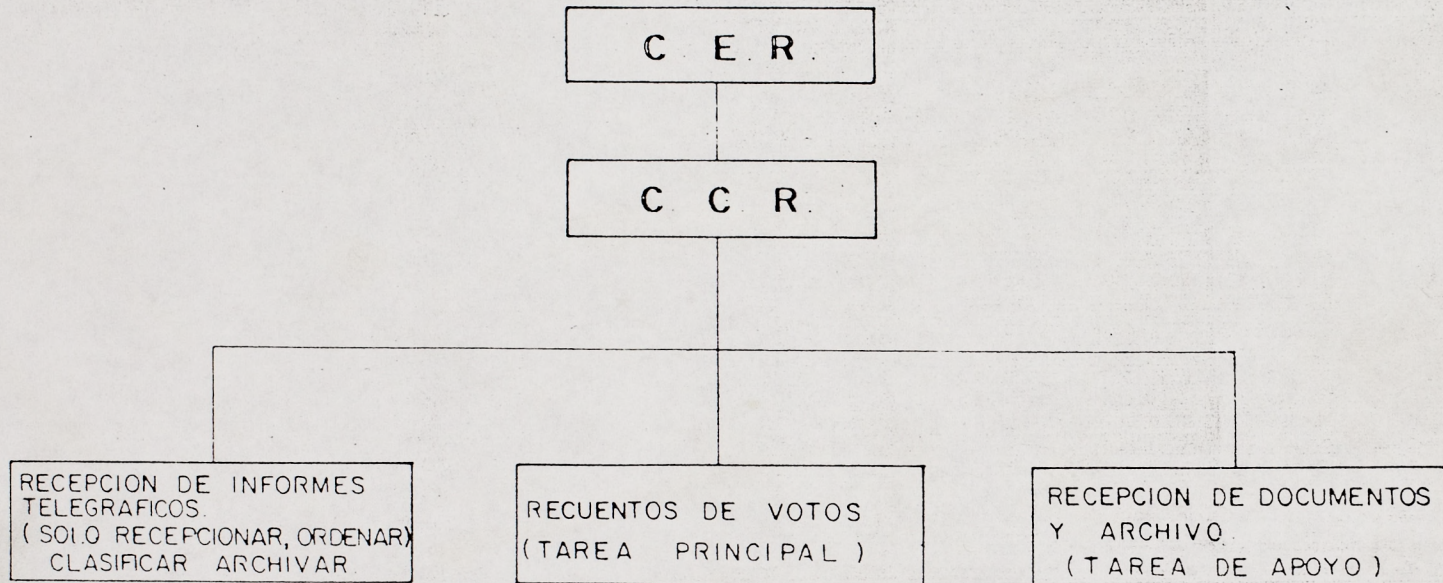 C. E. R.
C. C. R.
RECEPCION DE INFORMES
TELEGRAFICOS.
(SOLO RECEPCIONAR, ORDENAR)
CLASIFICAR ARCHIVAR
RECUENTOS DE VOTOS
(TAREA PRINCIPAL)
RECEPCION DE DOCUMENTOS
Y ARCHIVO.
(TAREA DE APOYO)